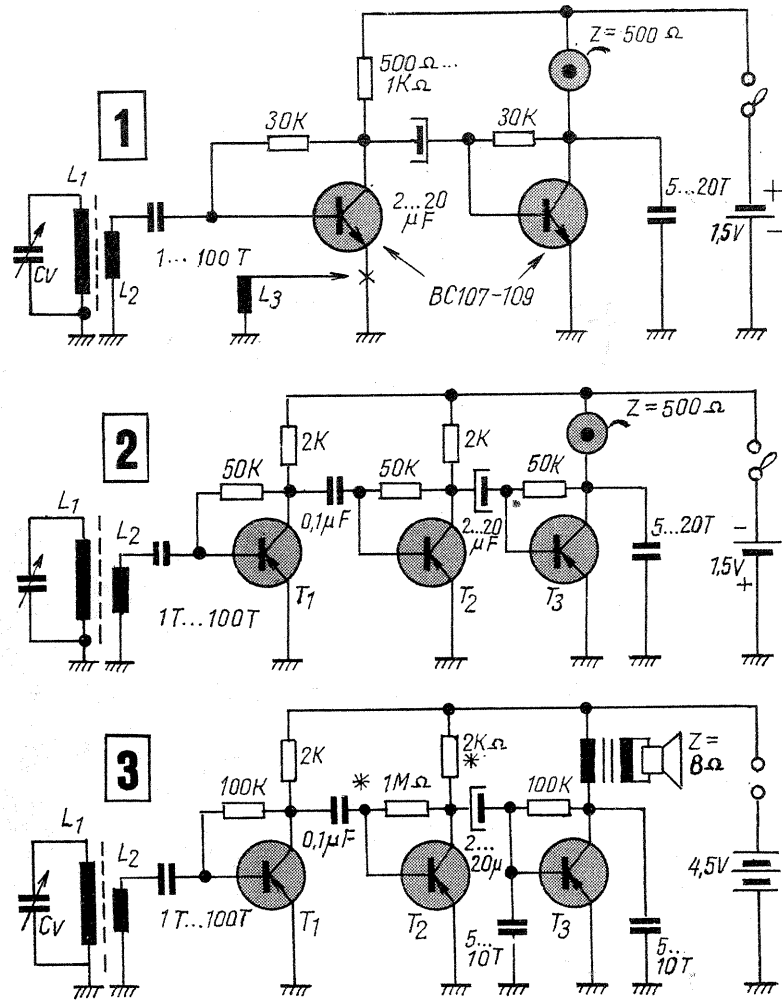 1
500Ω...
1KΩ
Z = 500 Ω
30K
30K
L1
CV
L2
1... 100T
2...20
μF
L3
BC107-109
5...20T
+
1,5V
−
2
2K
2K
Z = 500 Ω
50K
50K
50K
L1
L2
0,1μF
2...20
μF
5...20T
−
1,5V
+
1T...100T
T1
T2
T3
3
2K
2KΩ
*
Z =
8Ω
100K
*
1MΩ
100K
L1
L2
CV
0,1μF
2...
20μ
4,5V
1T...100T
T1
T2
5...
10T
T3
5...
10T